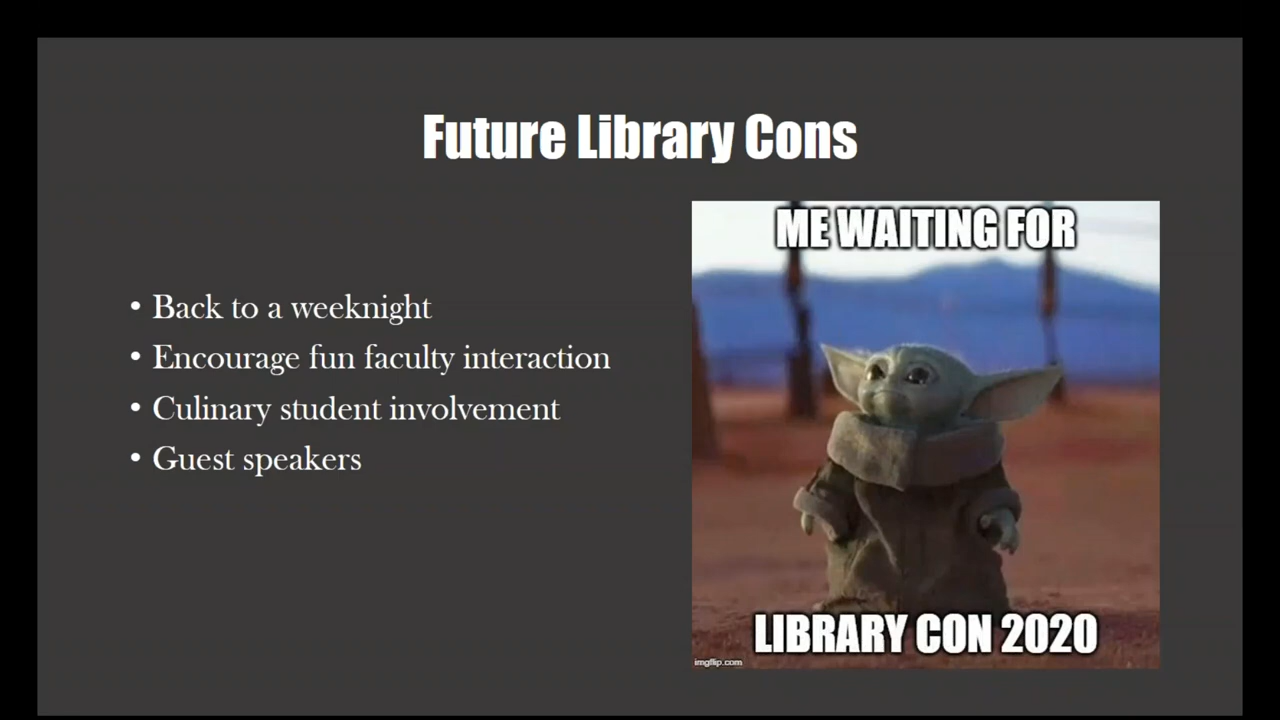 Future Library Cons
• Back to a weeknight
• Encourage fun faculty interaction
• Culinary student involvement
• Guest speakers
ME WAITING FOR
LIBRARY CON 2020
imgflip.com